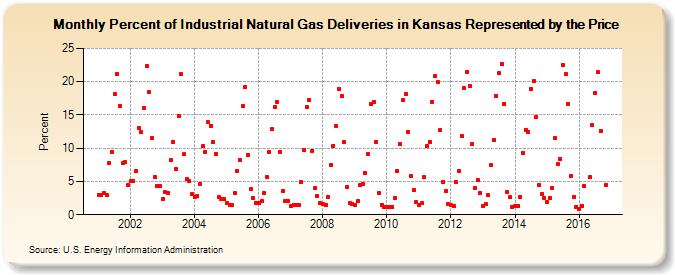 Monthly Percent of Industrial Natural Gas Deliveries in Kansas Represented by the Price
25
20
15
10
5
0
Percent
2002 2004 2006 2008 2010 2012 2014 2016
Source: U.S. Energy Information Administration